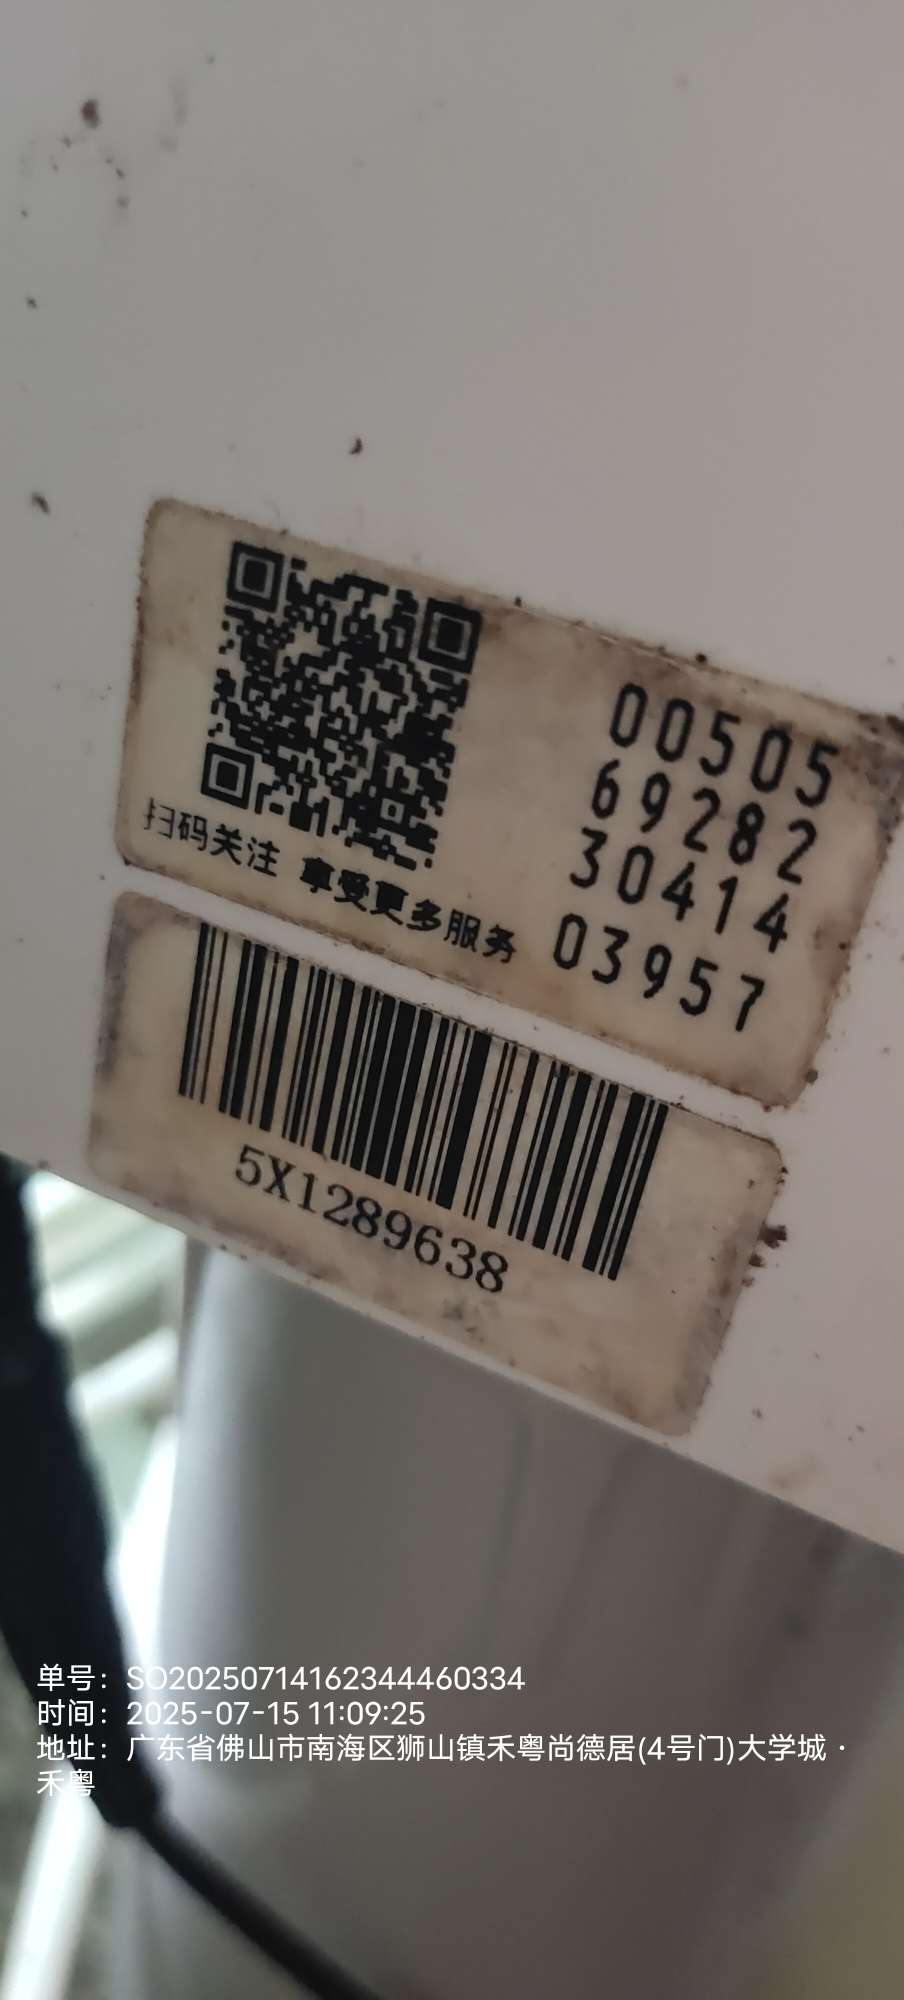 00505
69282
30414
03957
扫码关注 尊享更多服务
5X1289638
单号：SO20250714162344460334
时间：2025-07-15 11:09:25
地址：广东省佛山市南海区狮山镇禾粤尚德居(4号门)大学城·
禾粤